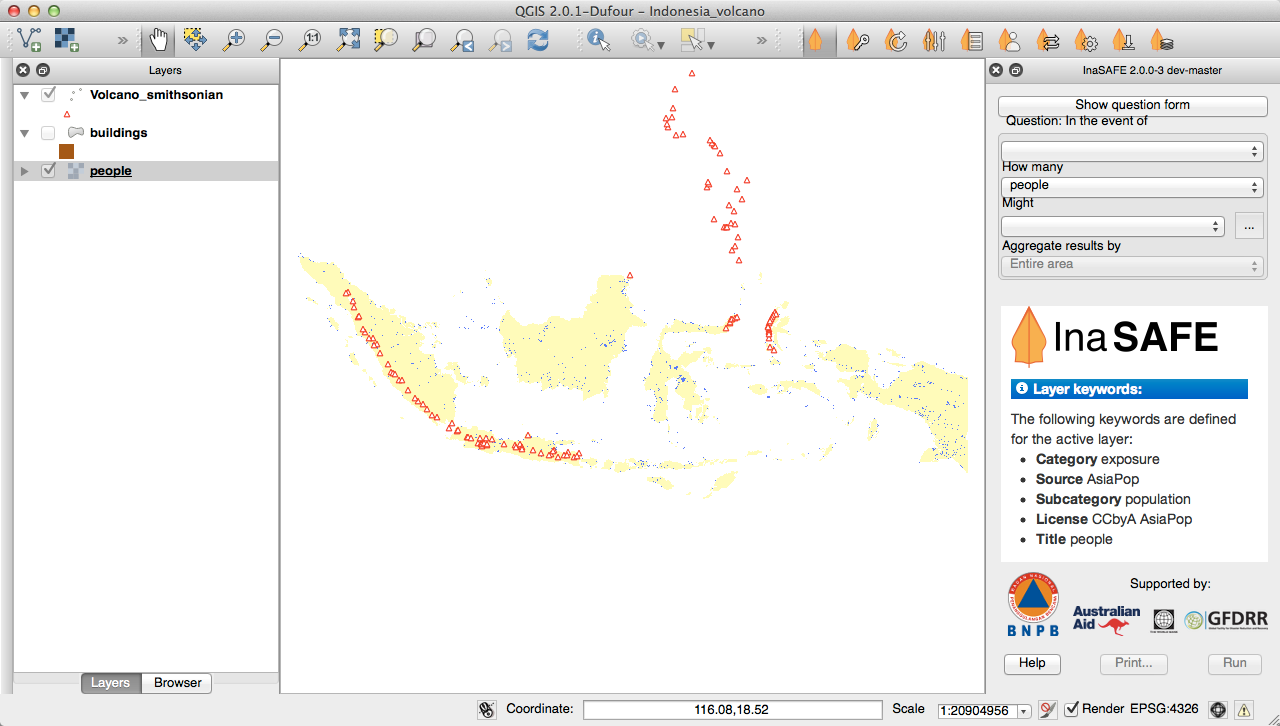 QGIS 2.0.1-Dufour - Indonesia_volcano
»
1:1
»
Layers
Volcano_smithsonian
buildings
people
Layers
Browser
InaSAFE 2.0.0-3 dev-master
Show question form
Question: In the event of
How many
people
Might
...
Aggregate results by
Entire area
InaSAFE
Layer keywords:
The following keywords are defined
for the active layer:
• Category exposure
• Source AsiaPop
• Subcategory population
• License CCbyA AsiaPop
• Title people
Supported by:
BNPB
Australian
Aid
GFDRR
Help
Print...
Run
Coordinate:
116.08,18.52
Scale
1:20904956
Render
EPSG:4326